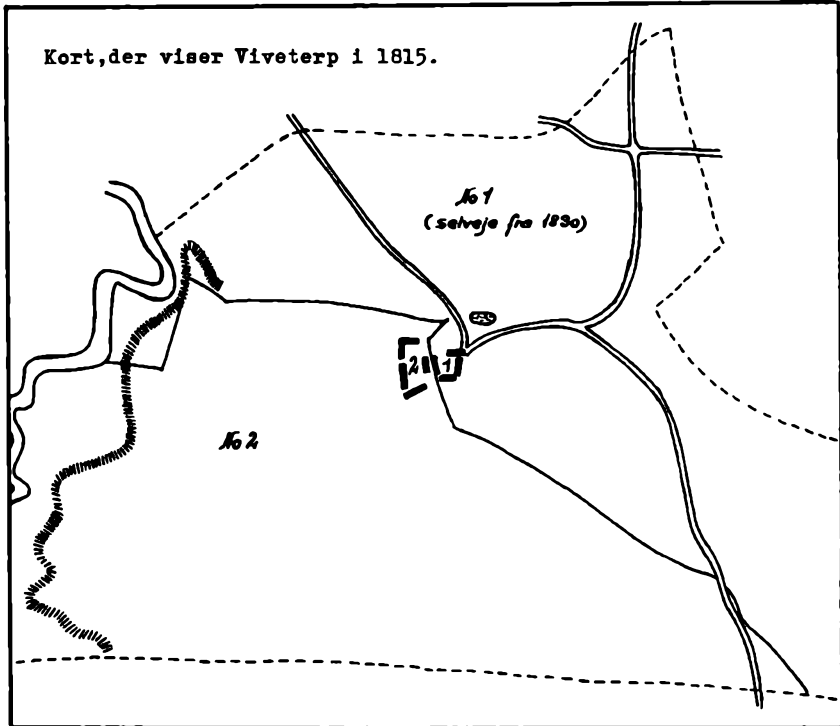 Kort,der viser Viveterp i 1815.
No 1
(selveje fra 1830)
2 1
No 2